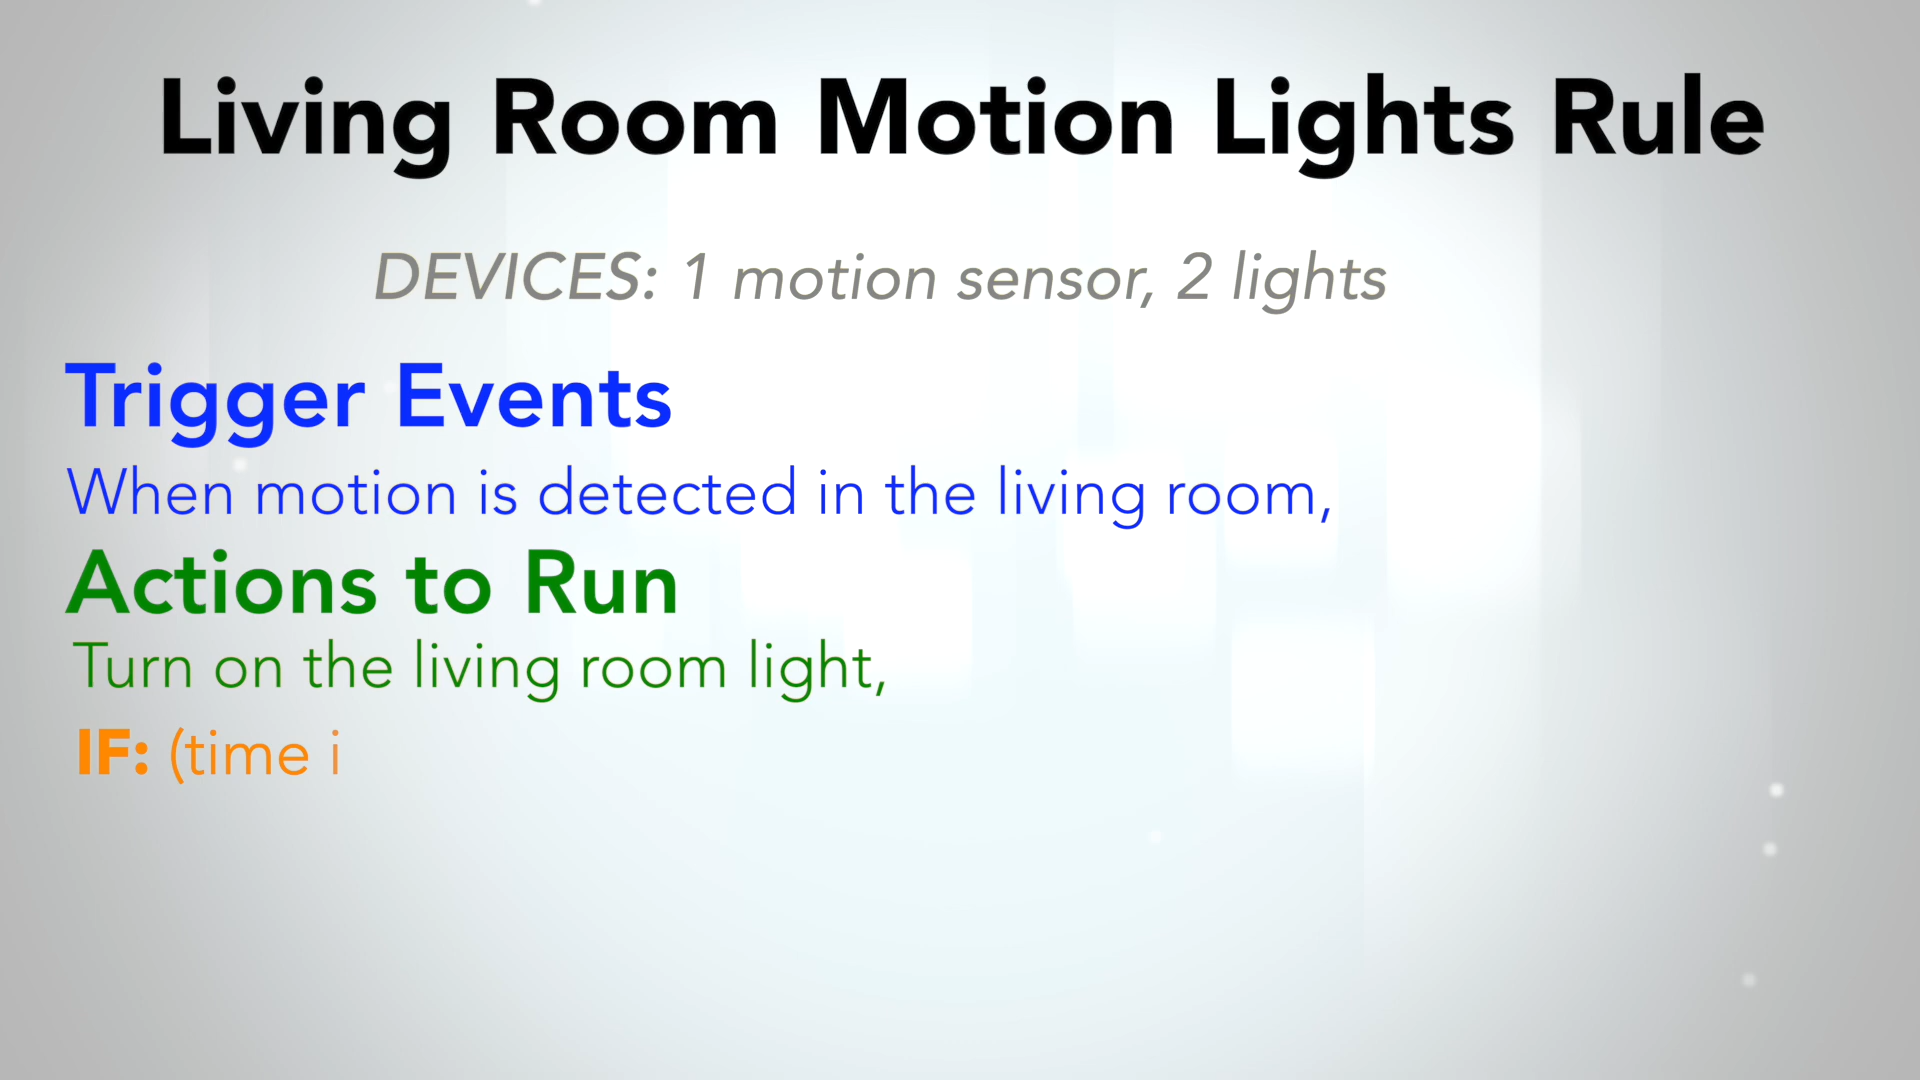 Living Room Motion Lights Rule
DEVICES: 1 motion sensor, 2 lights
Trigger Events
When motion is detected in the living room,
Actions to Run
Turn on the living room light,
IF: (time i